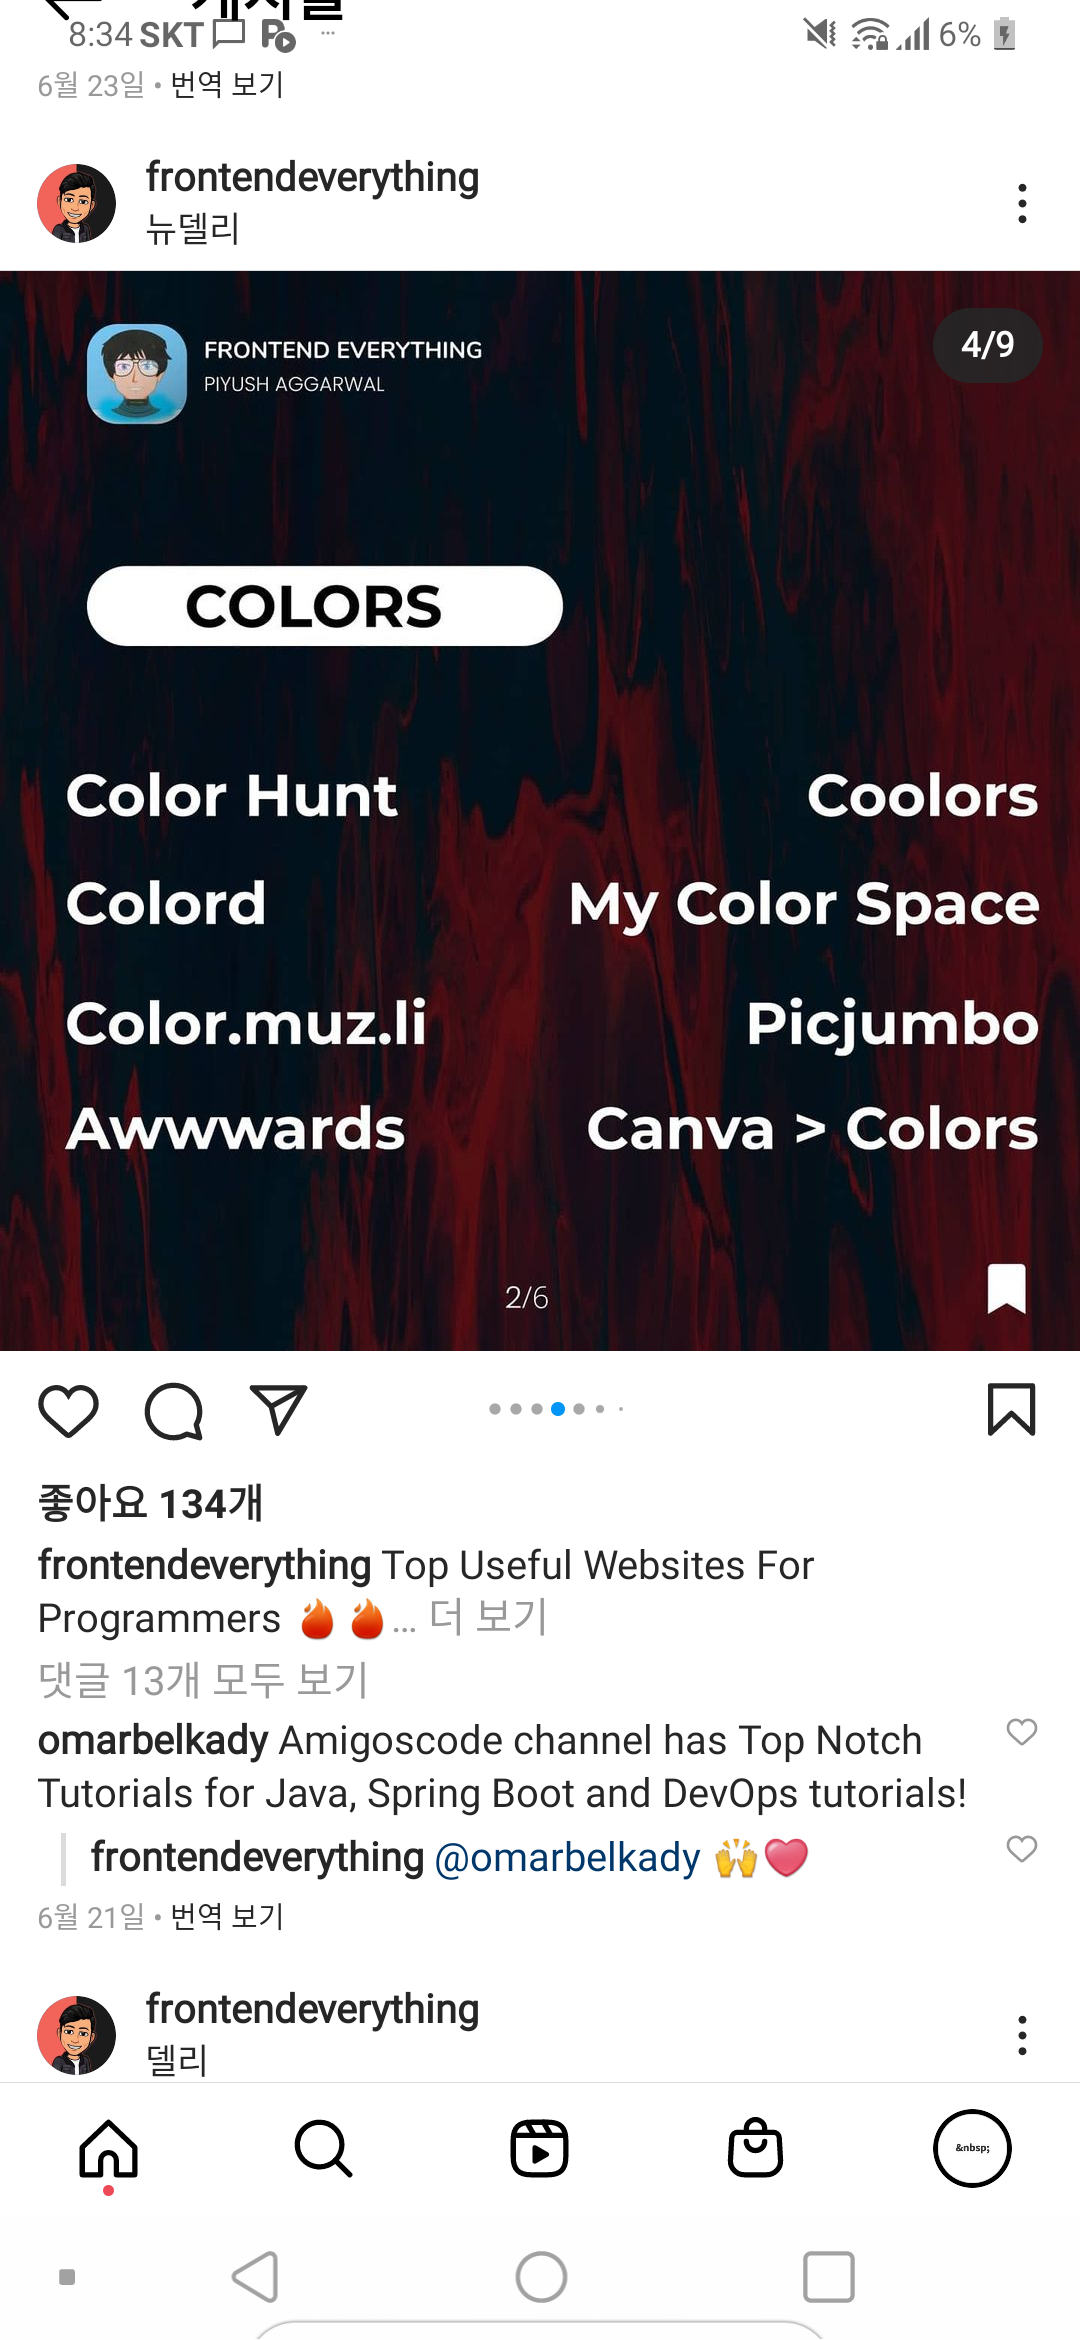 8:34 SKT 6%
6월 23일 • 번역 보기
frontendeverything
뉴델리
FRONTEND EVERYTHING
PIYUSH AGGARWAL
4/9
COLORS
Color Hunt Coolors
Colord My Color Space
Color.muz.li Picjumbo
Awwwards Canva > Colors
2/6
좋아요 134개
frontendeverything Top Useful Websites For
Programmers 🔥🔥... 더 보기
댓글 13개 모두 보기
omarbelkady Amigoscode channel has Top Notch
Tutorials for Java, Spring Boot and DevOps tutorials!
frontendeverything @omarbelkady 🙌❤️
6월 21일 • 번역 보기
frontendeverything
델리
&nbsp;